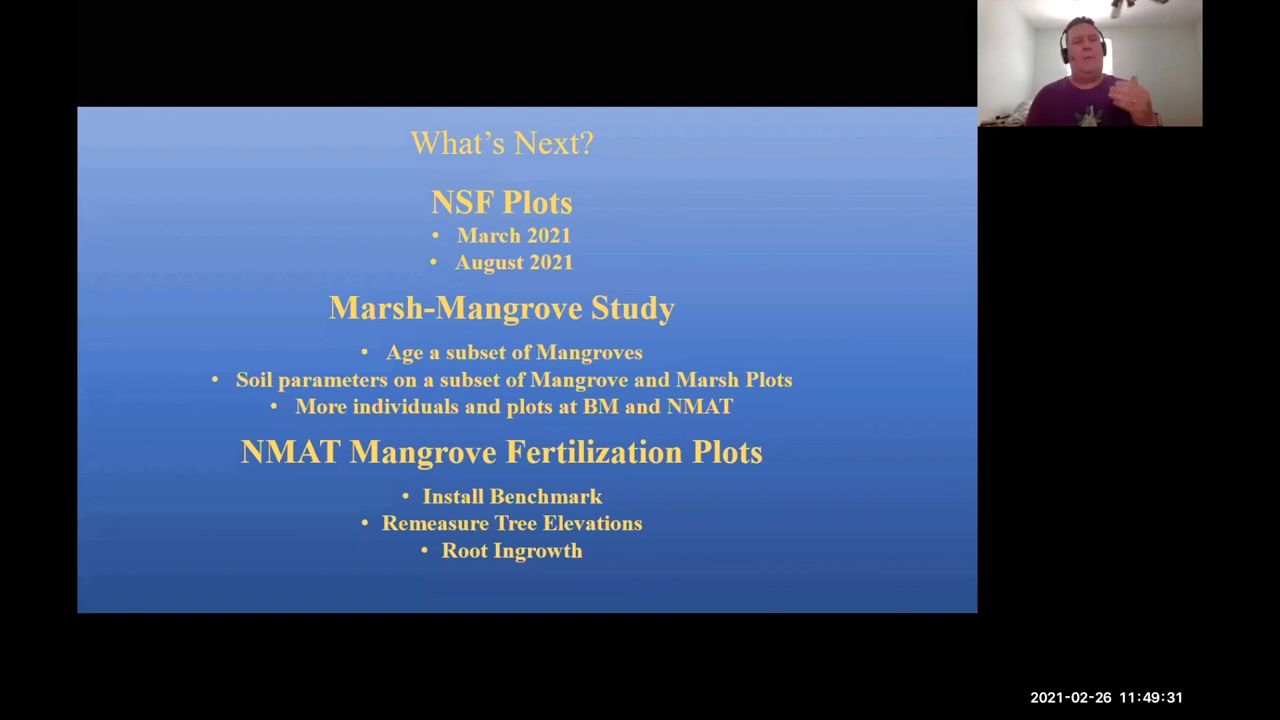 What's Next?
NSF Plots
• March 2021
• August 2021
Marsh-Mangrove Study
• Age a subset of Mangroves
• Soil parameters on a subset of Mangrove and Marsh Plots
• More individuals and plots at BM and NMAT
NMAT Mangrove Fertilization Plots
• Install Benchmark
• Remeasure Tree Elevations
• Root Ingrowth
2021-02-26 11:49:31